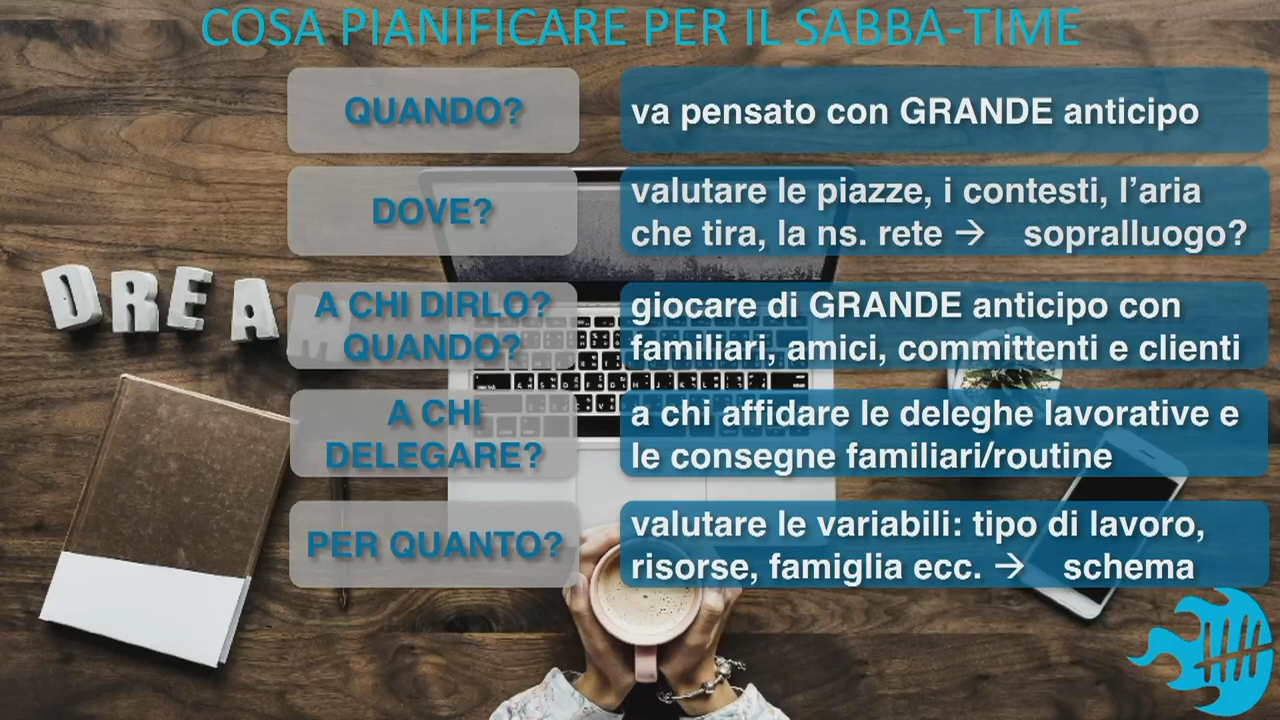 COSA PIANIFICARE PER IL SABBA-TIME
QUANDO?
va pensato con GRANDE anticipo
DOVE?
valutare le piazze, i contesti, l’aria
che tira, la ns. rete → sopralluogo?
DREA
A CHI DIRLO?
QUANDO?
giocare di GRANDE anticipo con
familiari, amici, committenti e clienti
A CHI
DELEGARE?
a chi affidare le deleghe lavorative e
le consegne familiari/routine
PER QUANTO?
valutare le variabili: tipo di lavoro,
risorse, famiglia ecc. → schema